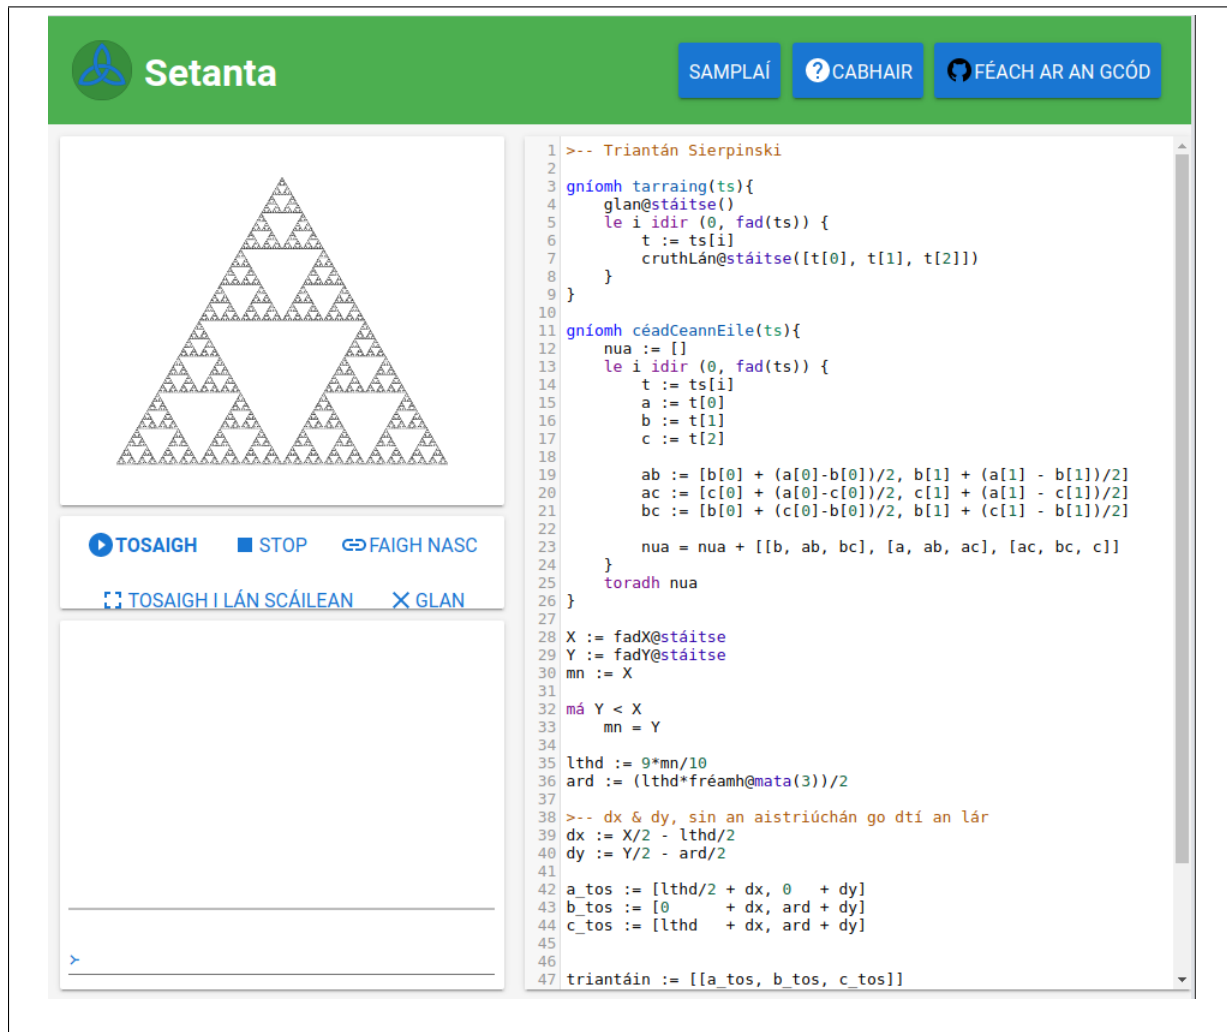 Setanta
SAMPLAÍ
? CABHAIR
FÉACH AR AN GCÓD
TOSAIGH
STOP
FAIGH NASC
TOSAIGH I LÁN SCÁILEAN
GLAN
>
1 >-- Triantán Sierpinski
2
3 gníomh tarraing(ts){
4     glan@stáitse()
5     le i idir (0, fad(ts)) {
6         t := ts[i]
7         cruthLán@stáitse([t[0], t[1], t[2]])
8     }
9 }
10
11 gníomh céadCeannEile(ts){
12     nua := []
13     le i idir (0, fad(ts)) {
14         t := ts[i]
15         a := t[0]
16         b := t[1]
17         c := t[2]
18
19         ab := [b[0] + (a[0]-b[0])/2, b[1] + (a[1] - b[1])/2]
20         ac := [c[0] + (a[0]-c[0])/2, c[1] + (a[1] - c[1])/2]
21         bc := [b[0] + (c[0]-b[0])/2, b[1] + (c[1] - b[1])/2]
22
23         nua = nua + [[b, ab, bc], [a, ab, ac], [ac, bc, c]]
24     }
25     toradh nua
26 }
27
28 X := fadX@stáitse
29 Y := fadY@stáitse
30 mn := X
31
32 má Y < X
33     mn = Y
34
35 lthd := 9*mn/10
36 ard := (lthd*fréamh@mata(3))/2
37
38 >-- dx & dy, sin an aistriúchán go dtí an lár
39 dx := X/2 - lthd/2
40 dy := Y/2 - ard/2
41
42 a_tos := [lthd/2 + dx, 0   + dy]
43 b_tos := [0      + dx, ard + dy]
44 c_tos := [lthd   + dx, ard + dy]
45
46
47 triantáin := [[a_tos, b_tos, c_tos]]